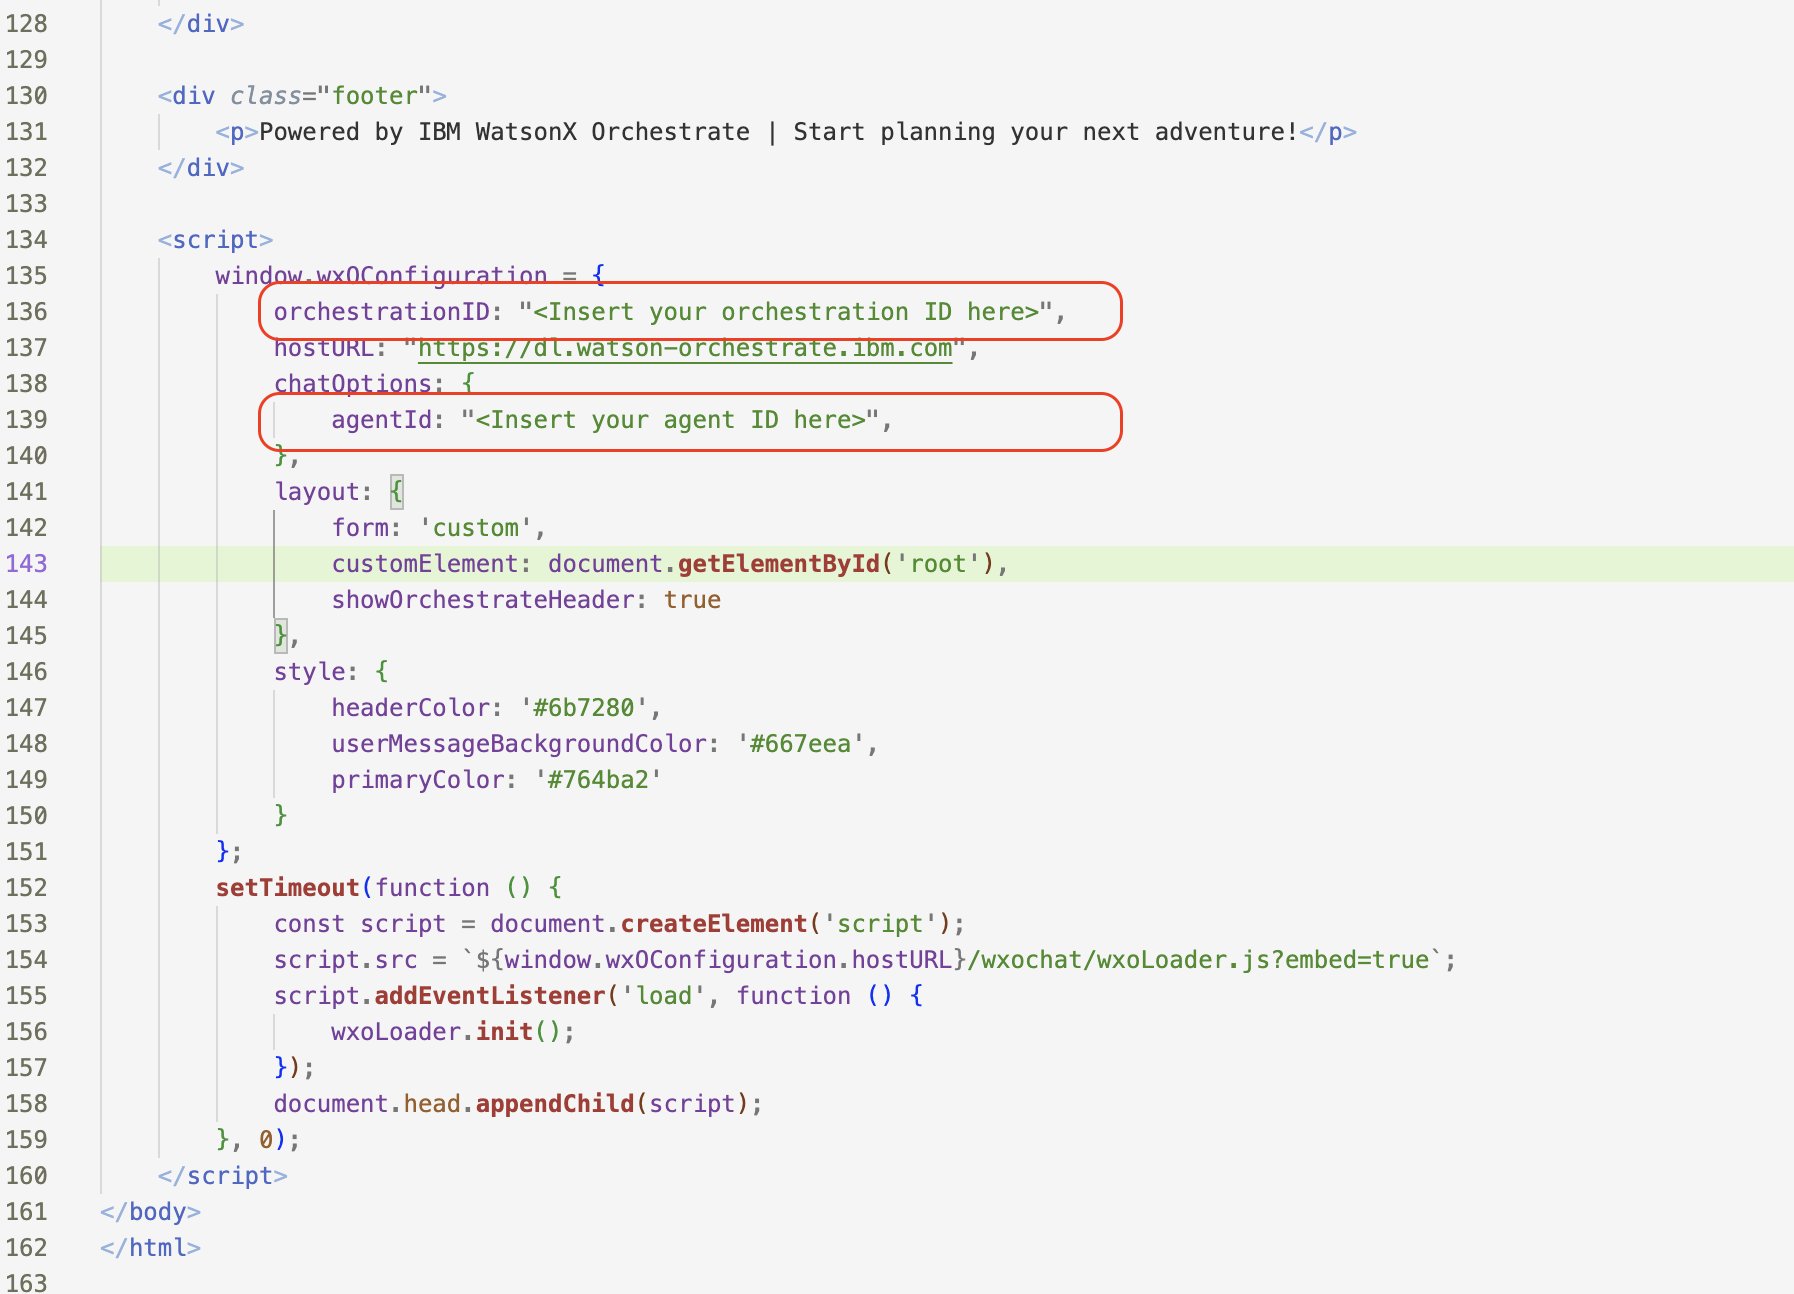 128 </div>
129
130 <div class="footer">
131 <p>Powered by IBM WatsonX Orchestrate | Start planning your next adventure!</p>
132 </div>
133
134 <script>
135 window.wxOConfiguration = {
136 orchestrationID: "<Insert your orchestration ID here>",
137 hostURL: "https://dl.watson-orchestrate.ibm.com",
138 chatOptions: {
139 agentId: "<Insert your agent ID here>",
140 },
141 layout: {
142 form: 'custom',
143 customElement: document.getElementById('root'),
144 showOrchestrateHeader: true
145 },
146 style: {
147 headerColor: '#6b7280',
148 userMessageBackgroundColor: '#667eea',
149 primaryColor: '#764ba2'
150 }
151 };
152 setTimeout(function () {
153 const script = document.createElement('script');
154 script.src = `${window.wxOConfiguration.hostURL}/wxochat/wxoLoader.js?embed=true`;
155 script.addEventListener('load', function () {
156 wxoLoader.init();
157 });
158 document.head.appendChild(script);
159 }, 0);
160 </script>
161 </body>
162 </html>
163